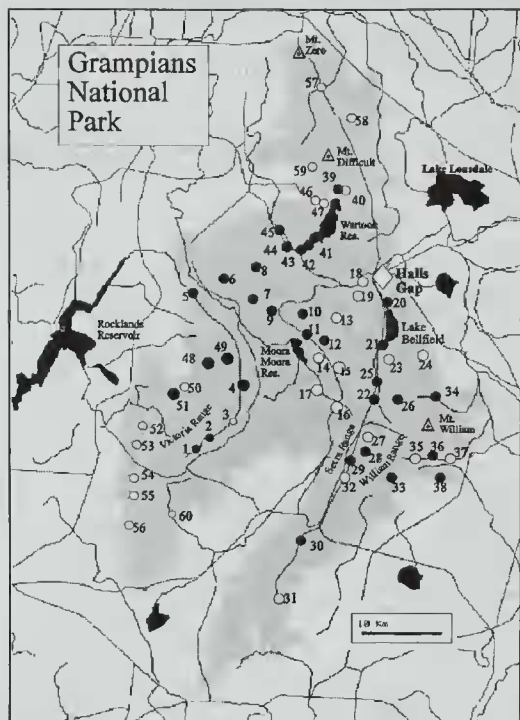 Grampians
National
Park
Mt.
Zero
57
58
59
Mt.
Difficult
39
46
40
47
Wartook
Res.
Lake Lonsdale
45
44
43
42
41
8
6
18
Halls
Gap
5
7
19
20
9
10
13
Lake
Bellfield
Rocklands
Reservoir
11
12
21
48
49
Moora
Moora
Res.
14
15
23
24
50
4
25
51
17
22
26
34
52
Victoria Range
3
16
Mt.
William
53
2
27
1
28
35
36
37
Serra Range
William Range
54
29
32
33
38
55
56
60
30
31
10 Km